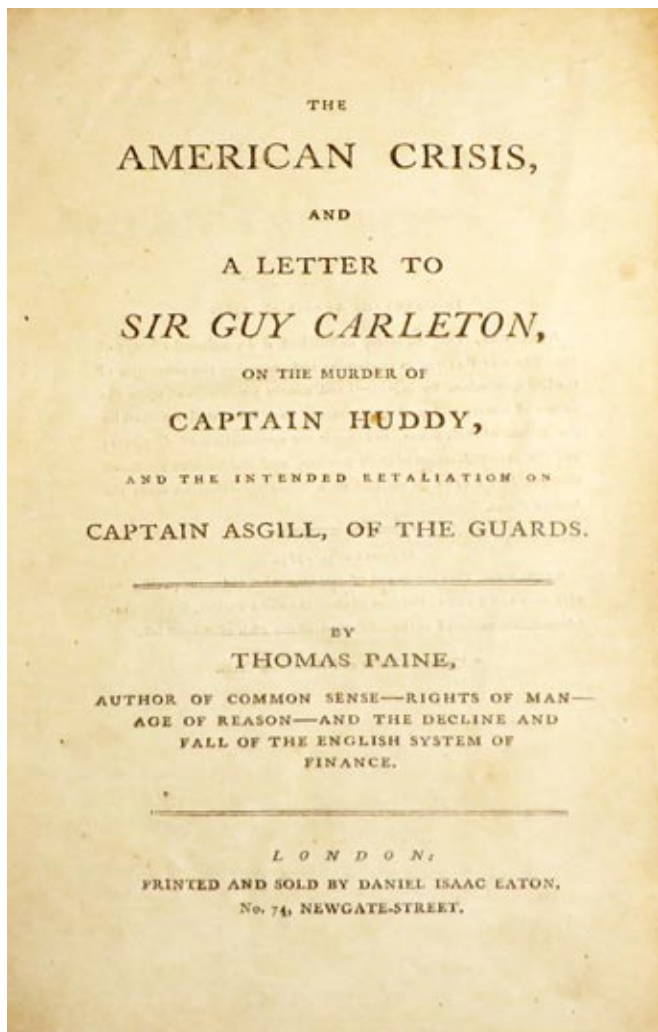 THE
AMERICAN CRISIS,
AND
A LETTER TO
SIR GUY CARLETON,
ON THE MURDER OF
CAPTAIN HUDDY,
AND THE INTENDED RETALIATION ON
CAPTAIN ASGILL, OF THE GUARDS.
BY
THOMAS PAINE,
AUTHOR OF COMMON SENSE—RIGHTS OF MAN—
AGE OF REASON—AND THE DECLINE AND
FALL OF THE ENGLISH SYSTEM OF
FINANCE.
LONDON:
PRINTED AND SOLD BY DANIEL ISAAC EATON,
No. 74, NEWGATE-STREET.